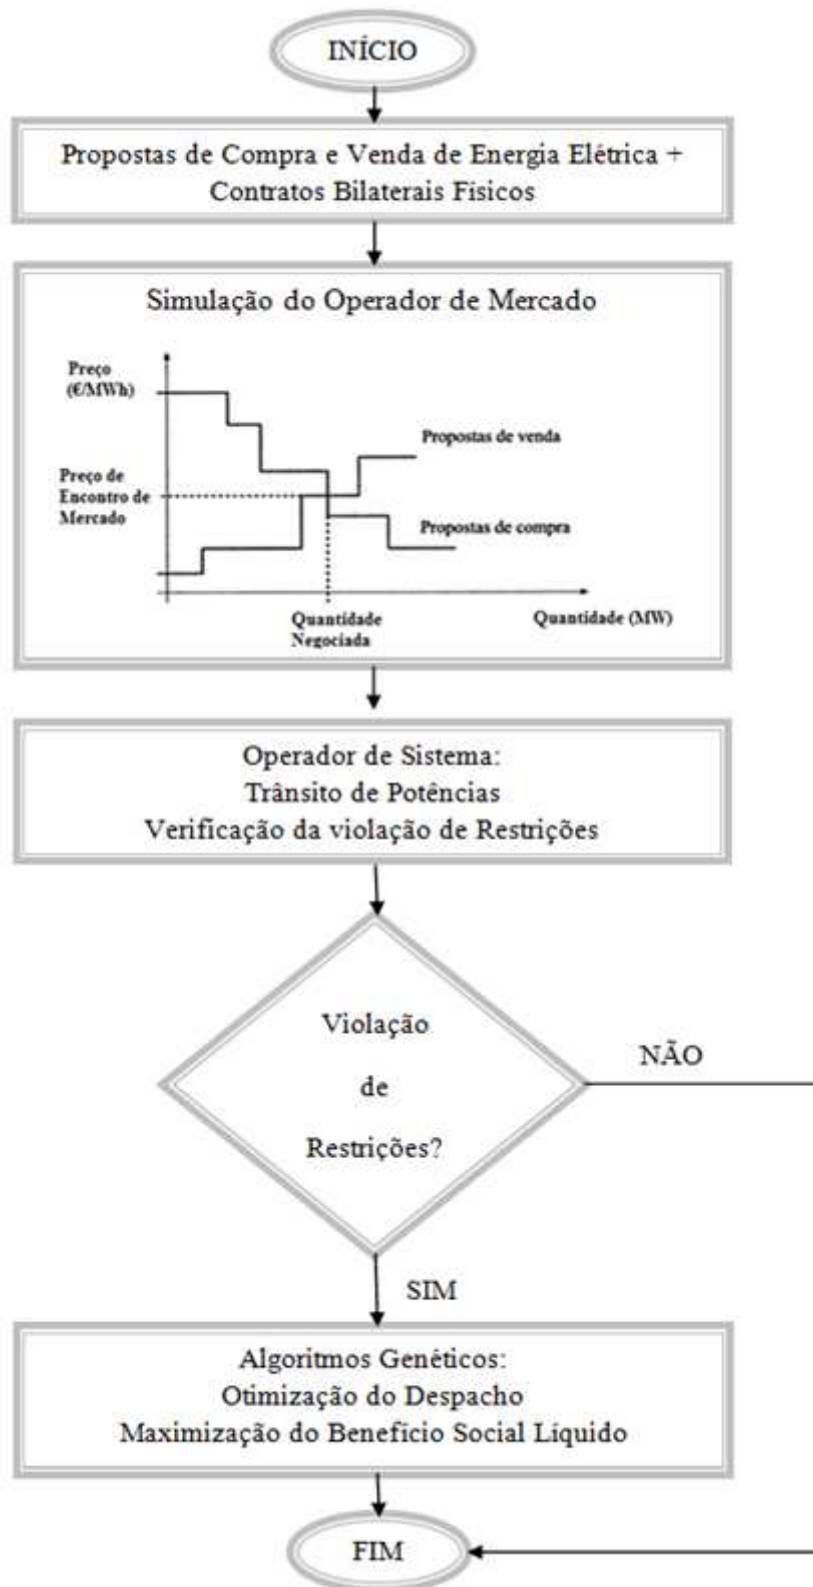 INÍCIO
Propostas de Compra e Venda de Energia Elétrica +
Contratos Bilaterais Físicos
Simulação do Operador de Mercado
Preço
(€/MWh)
Propostas de venda
Preço de
Encontro de
Mercado
Propostas de compra
Quantidade
Negociada
Quantidade (MW)
Operador de Sistema:
Trânsito de Potências
Verificação da violação de Restrições
Violação
de
Restrições?
NÃO
SIM
Algoritmos Genéticos:
Otimização do Despacho
Maximização do Benefício Social Líquido
FIM